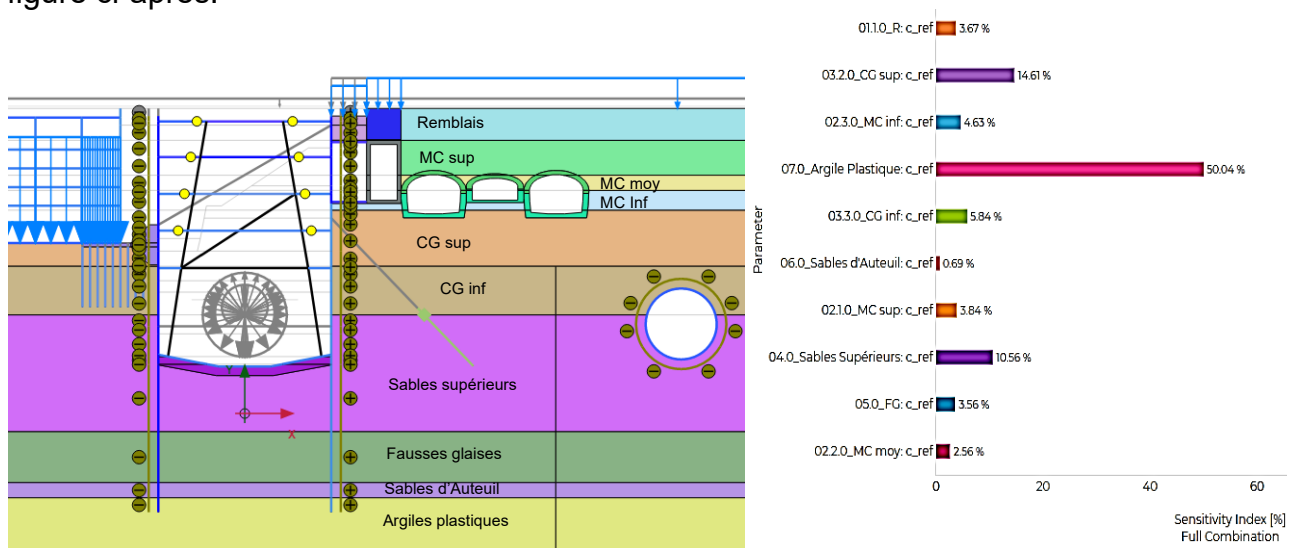 figure ci-après.
Remblais
MC sup
MC moy
MC Inf
CG sup
CG inf
Sables supérieurs
Fausses glaises
Sables d'Auteuil
Argiles plastiques
Y
X
Parameter
01.1.0_R: c_ref 3.67 %
03.2.0_CG sup: c_ref 14.61 %
02.3.0_MC inf: c_ref 4.63 %
07.0_Argile Plastique: c_ref 50.04 %
03.3.0_CG inf: c_ref 5.84 %
06.0_Sables d'Auteuil: c_ref 0.69 %
02.1.0_MC sup: c_ref 3.84 %
04.0_Sables Supérieurs: c_ref 10.56 %
05.0_FG: c_ref 3.56 %
02.2.0_MC moy: c_ref 2.56 %
0 20 40 60
Sensitivity Index [%]
Full Combination